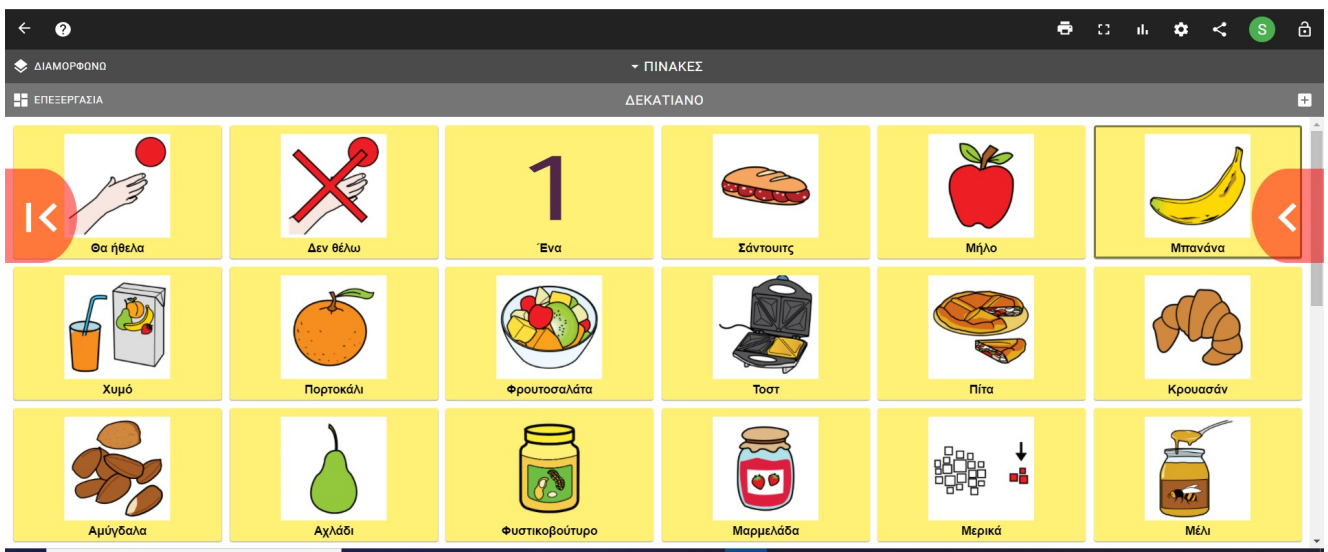 S
ΔΙΑΜΟΡΦΩΝΩ
ΠΙΝΑΚΕΣ
ΕΠΕΞΕΡΓΑΣΙΑ
ΔΕΚΑΤΙΑΝΟ
1
Θα ήθελα
Δεν θέλω
Ένα
Σάντουιτς
Μήλο
Μπανάνα
Χυμό
Πορτοκάλι
Φρουτοσαλάτα
Τοστ
Πίτα
Κρουασάν
Αμύγδαλα
Αχλάδι
Φυστικοβούτυρο
Μαρμελάδα
Μερικά
Μέλι